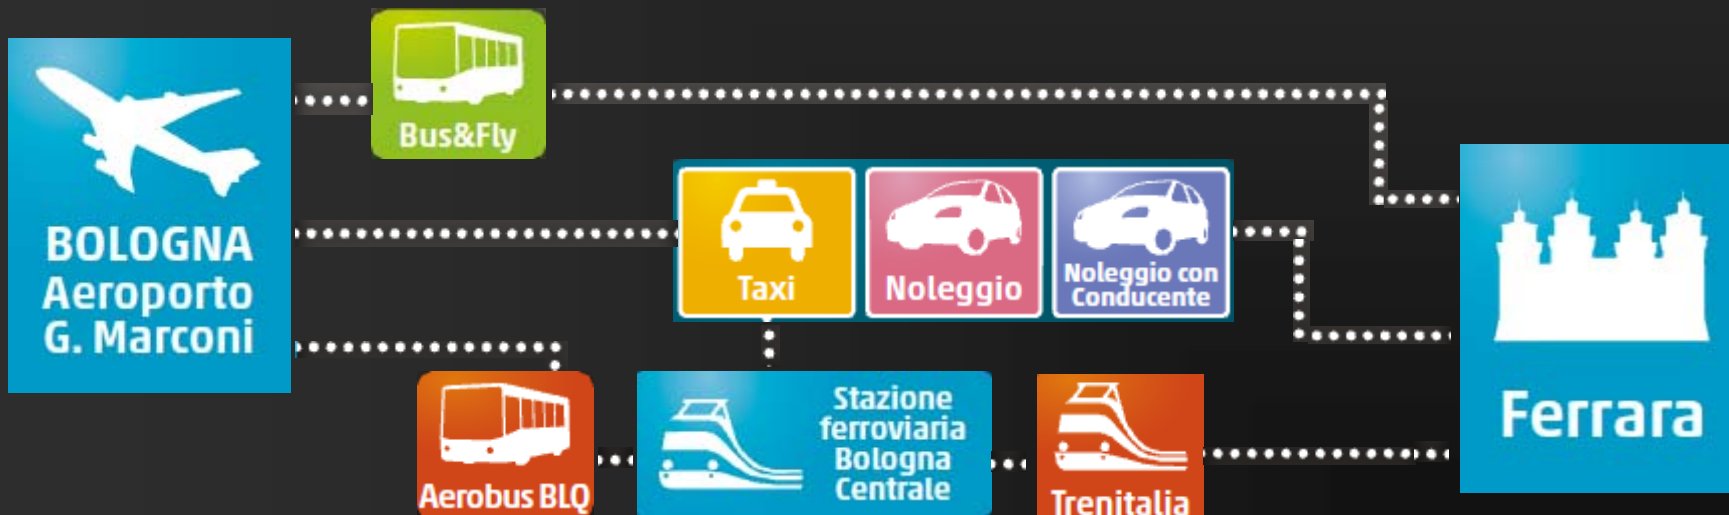 BOLOGNA
Aeroporto
G. Marconi
Bus&Fly
Taxi
Noleggio
Noleggio con
Conducente
Aerobus BLQ
Stazione
ferroviaria
Bologna
Centrale
Trenitalia
Ferrara